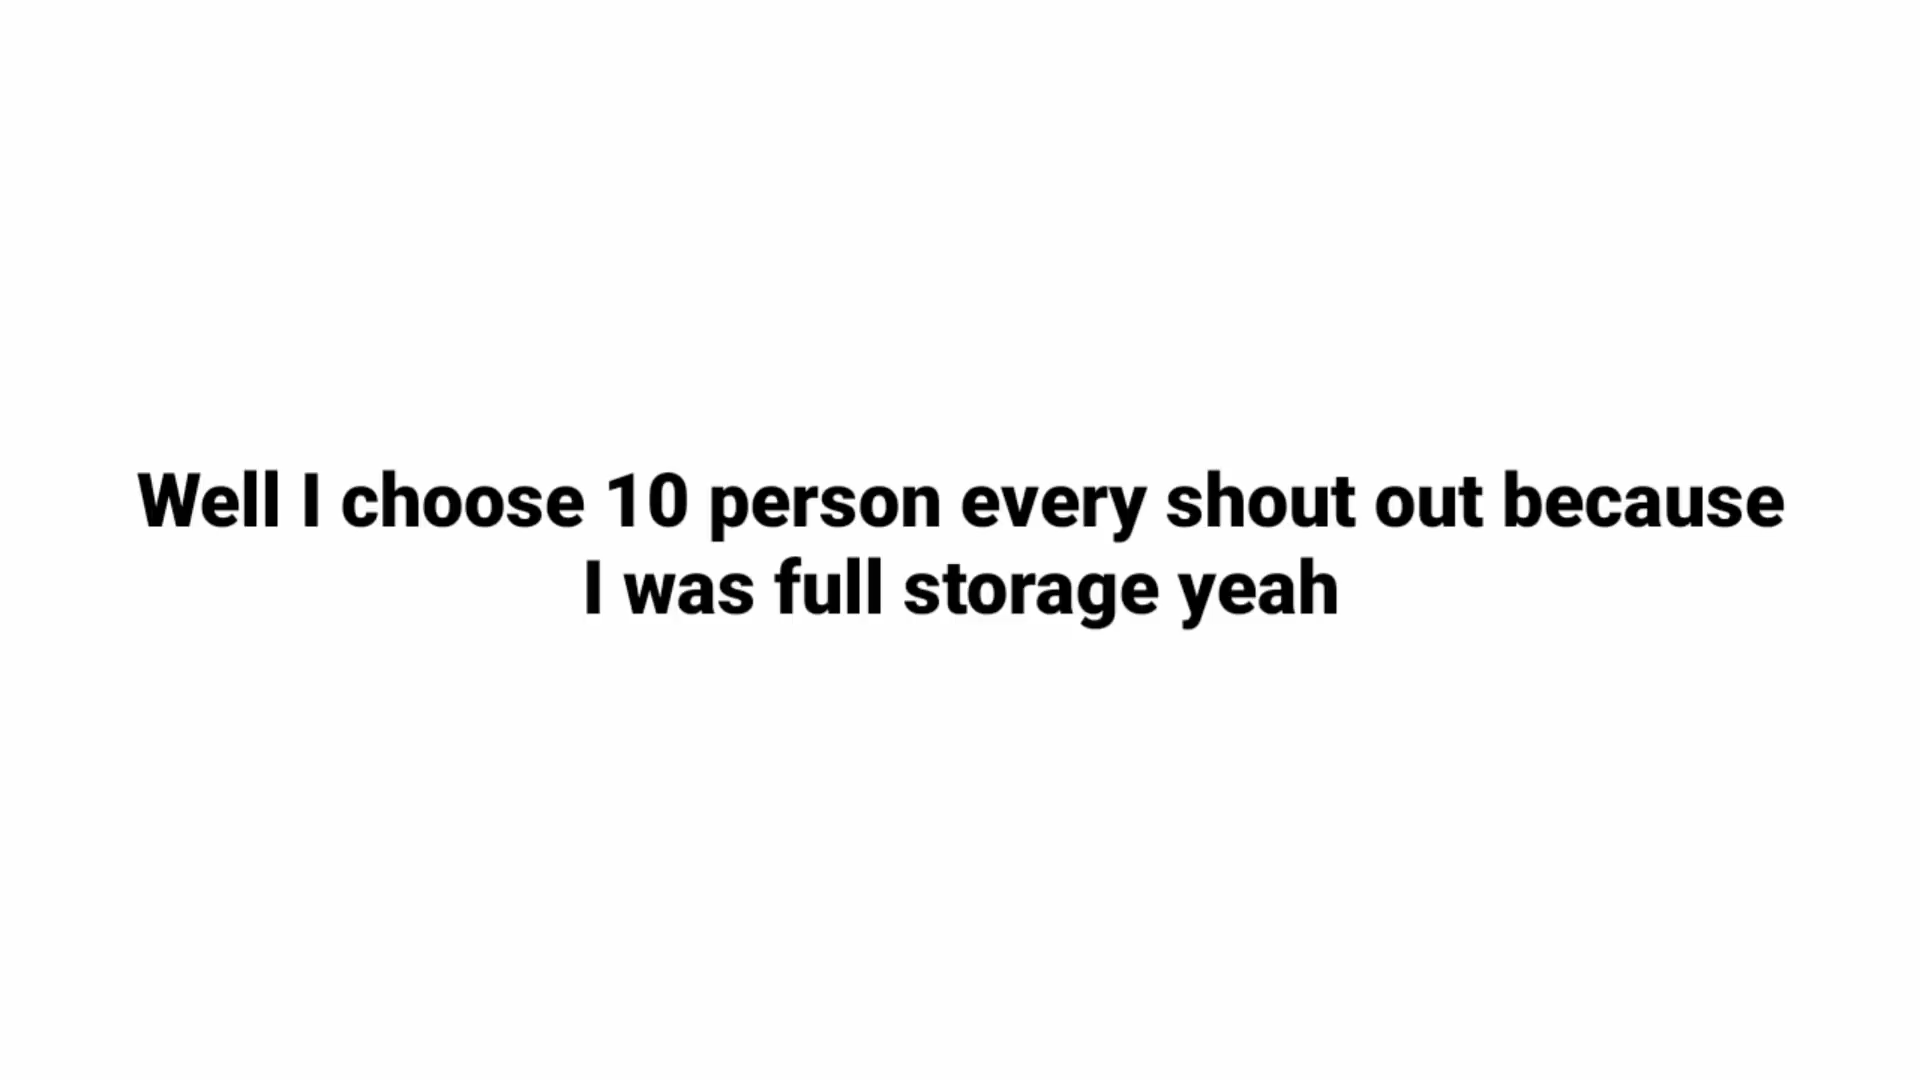 Well I choose 10 person every shout out because
I was full storage yeah